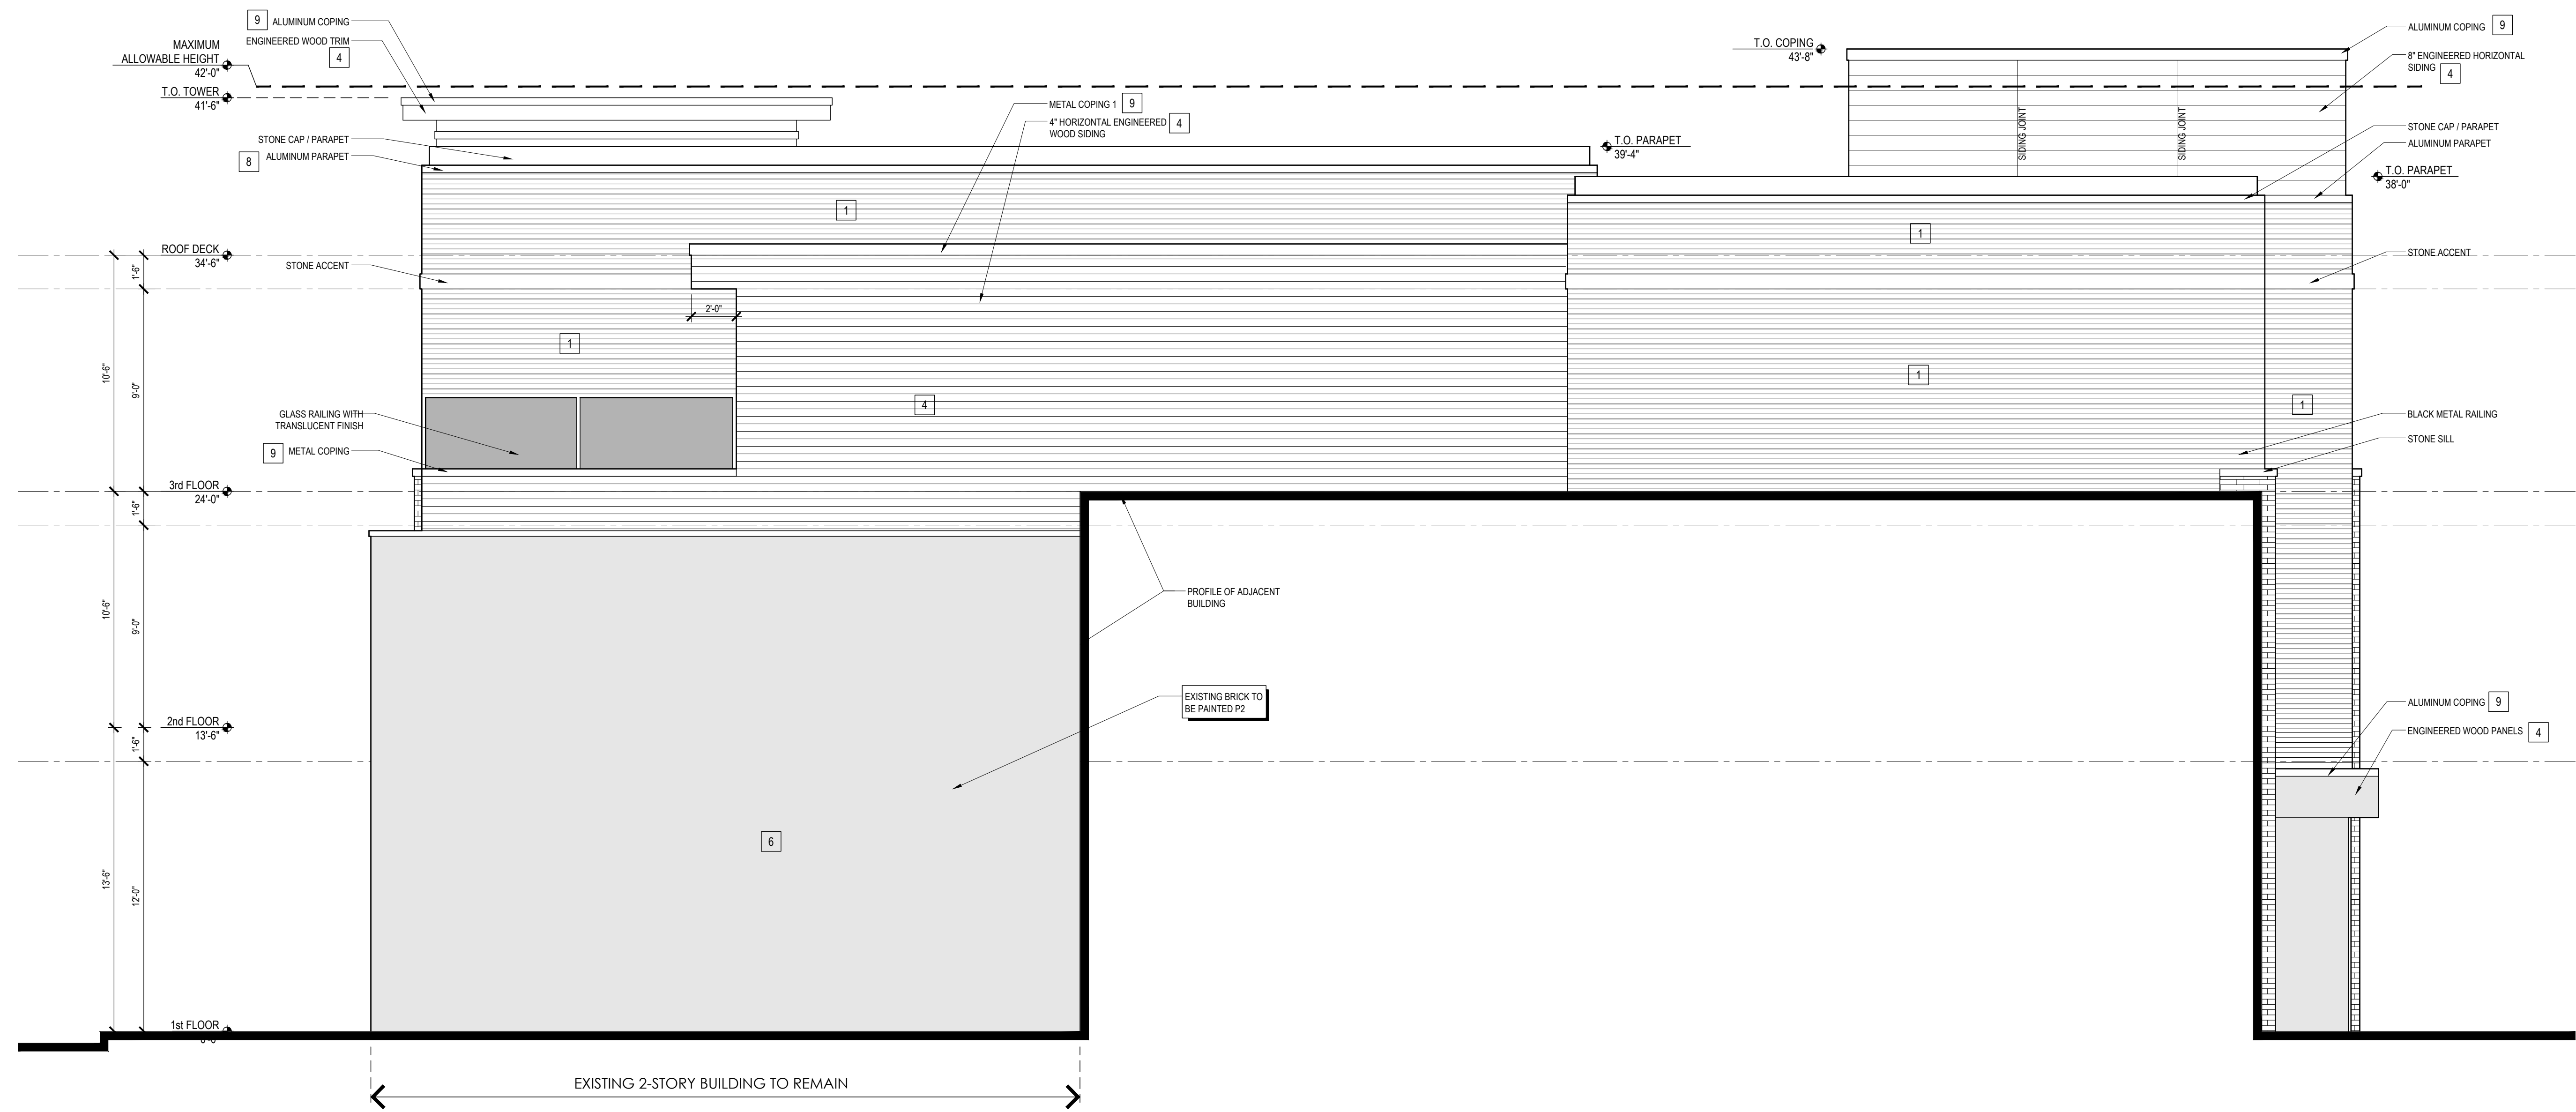 9 ALUMINUM COPING
ENGINEERED WOOD TRIM
4
MAXIMUM
ALLOWABLE HEIGHT
42'-0"
T.O. TOWER
41'-6"
STONE CAP / PARAPET
8 ALUMINUM PARAPET
ROOF DECK
34'-6"
STONE ACCENT
GLASS RAILING WITH
TRANSLUCENT FINISH
9 METAL COPING
3rd FLOOR
24'-0"
2nd FLOOR
13'-6"
1st FLOOR
1'-6"
10'-6"
9'-0"
1'-6"
10'-6"
9'-0"
1'-6"
13'-6"
12'-0"
METAL COPING 1 9
4" HORIZONTAL ENGINEERED 4
WOOD SIDING
1
2'-0"
1
4
PROFILE OF ADJACENT
BUILDING
EXISTING BRICK TO
BE PAINTED P2
6
EXISTING 2-STORY BUILDING TO REMAIN
T.O. COPING
43'-8"
T.O. PARAPET
39'-4"
SIDING JOINT
SIDING JOINT
1
1
1
ALUMINUM COPING 9
8" ENGINEERED HORIZONTAL
SIDING 4
STONE CAP / PARAPET
ALUMINUM PARAPET
T.O. PARAPET
38'-0"
STONE ACCENT
BLACK METAL RAILING
STONE SILL
ALUMINUM COPING 9
ENGINEERED WOOD PANELS 4